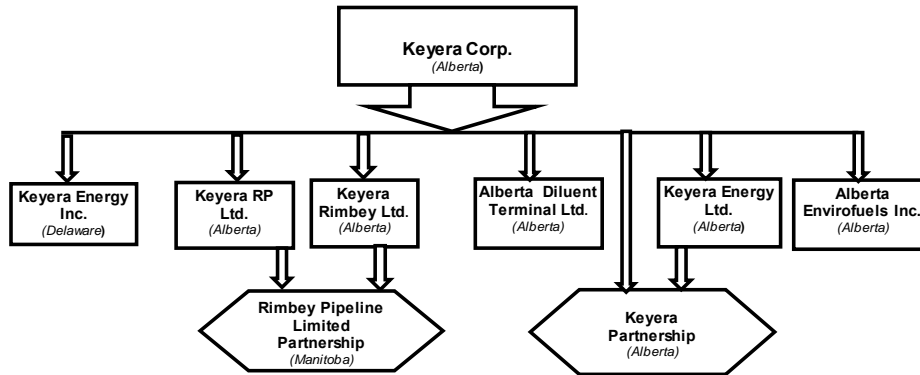 Keyera Corp.
(Alberta)
Keyera Energy
Inc.
(Delaware)
Keyera RP
Ltd.
(Alberta)
Keyera
Rimbey Ltd.
(Alberta)
Alberta Diluent
Terminal Ltd.
(Alberta)
Keyera Energy
Ltd.
(Alberta)
Alberta
Envirofuels Inc.
(Alberta)
Rimbey Pipeline
Limited
Partnership
(Manitoba)
Keyera
Partnership
(Alberta)